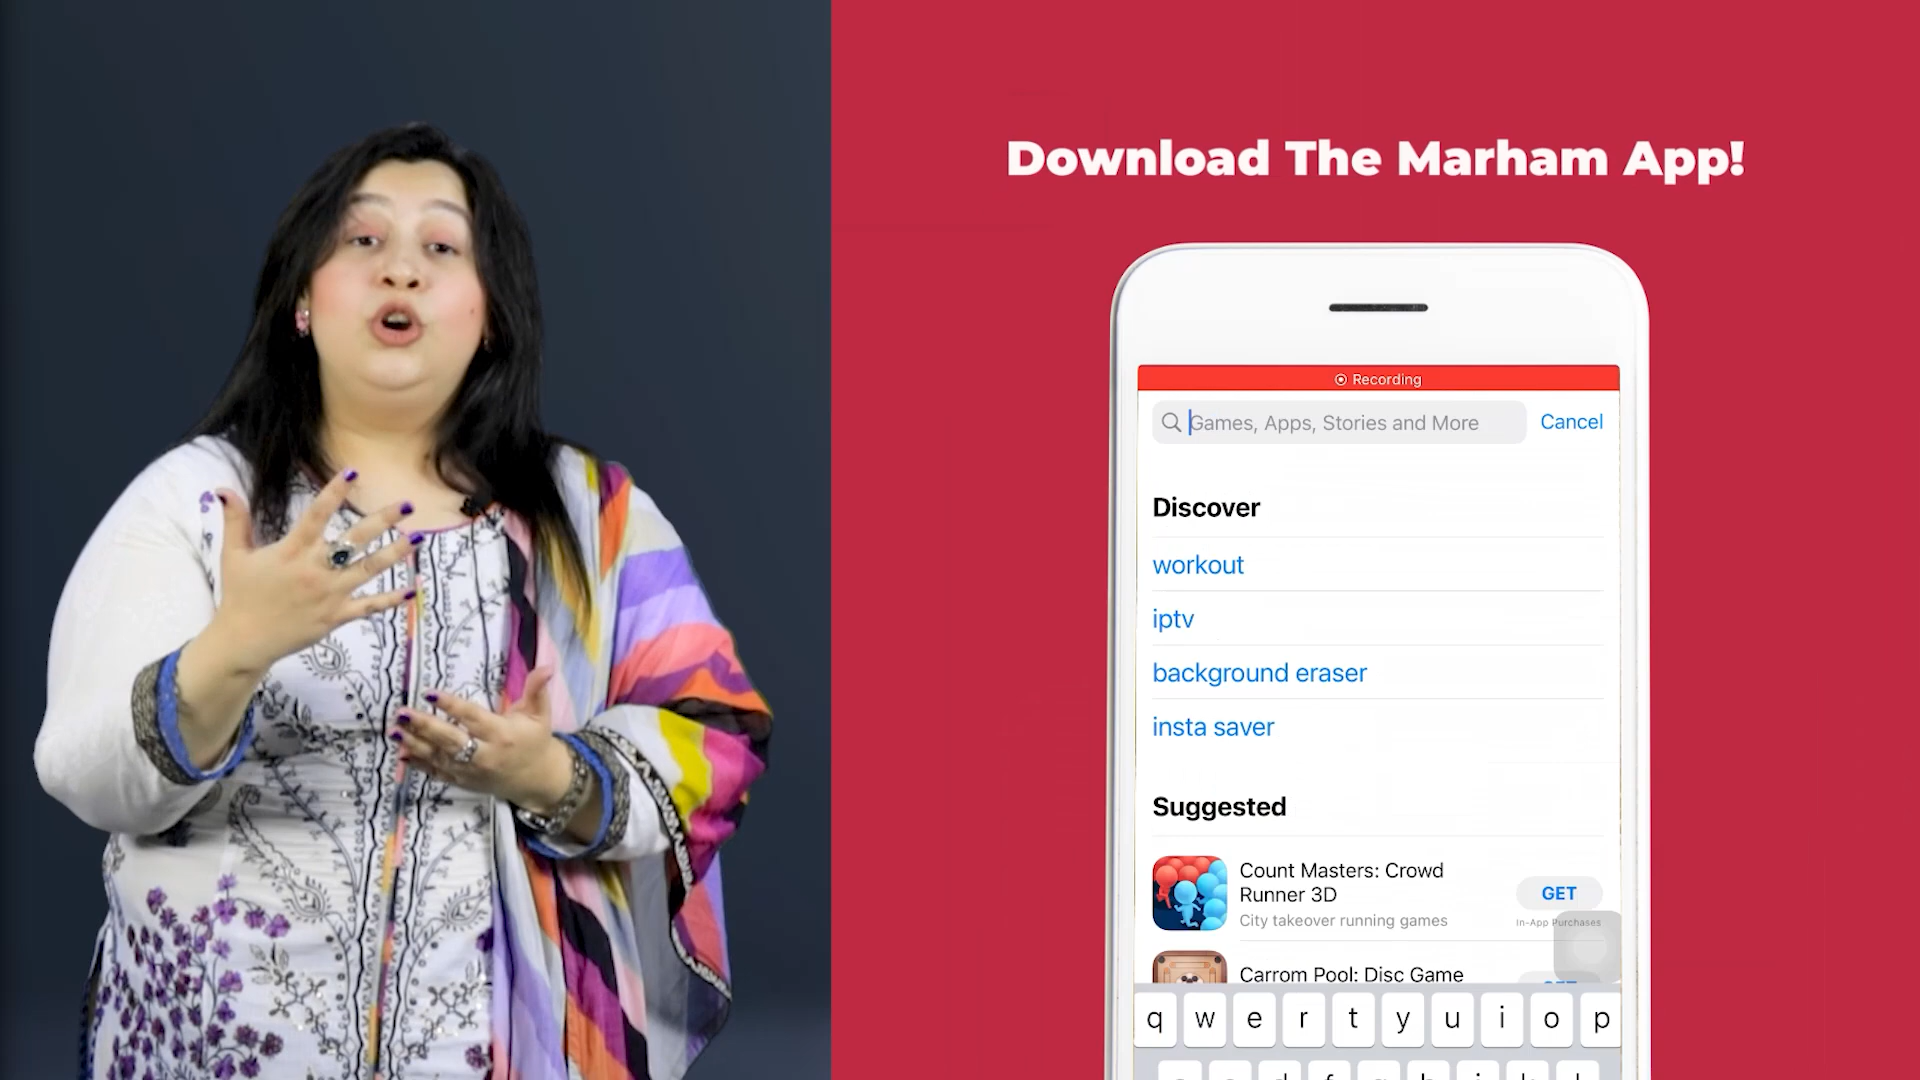 Download The Marham App!
Recording
Games, Apps, Stories and More
Cancel
Discover
workout
iptv
background eraser
insta saver
Suggested
Count Masters: Crowd
Runner 3D
City takeover running games
GET
In-App Purchases
Carrom Pool: Disc Game
q w e r t y u i o p